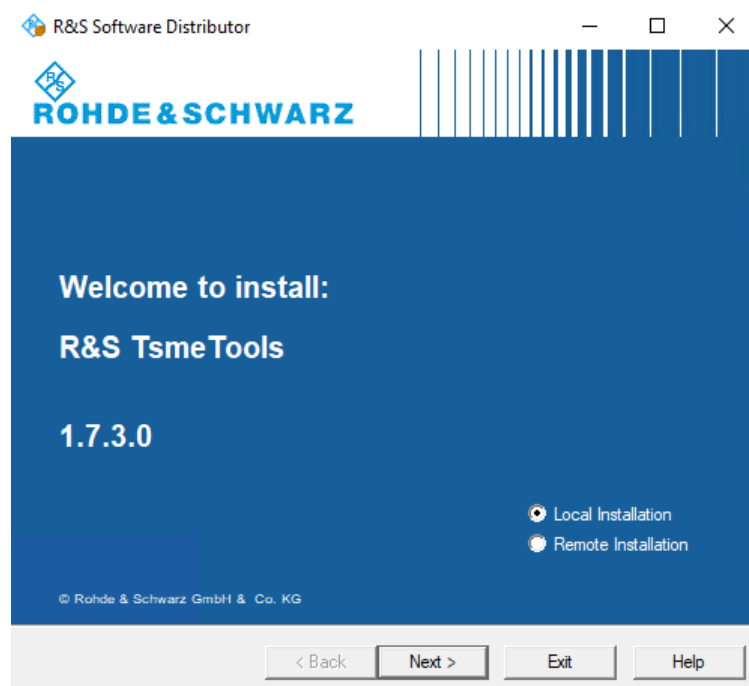 R&S Software Distributor
R&S
ROHDE&SCHWARZ
Welcome to install:
R&S TsmeTools
1.7.3.0
Local Installation
Remote Installation
© Rohde & Schwarz GmbH & Co. KG
< Back Next > Exit Help